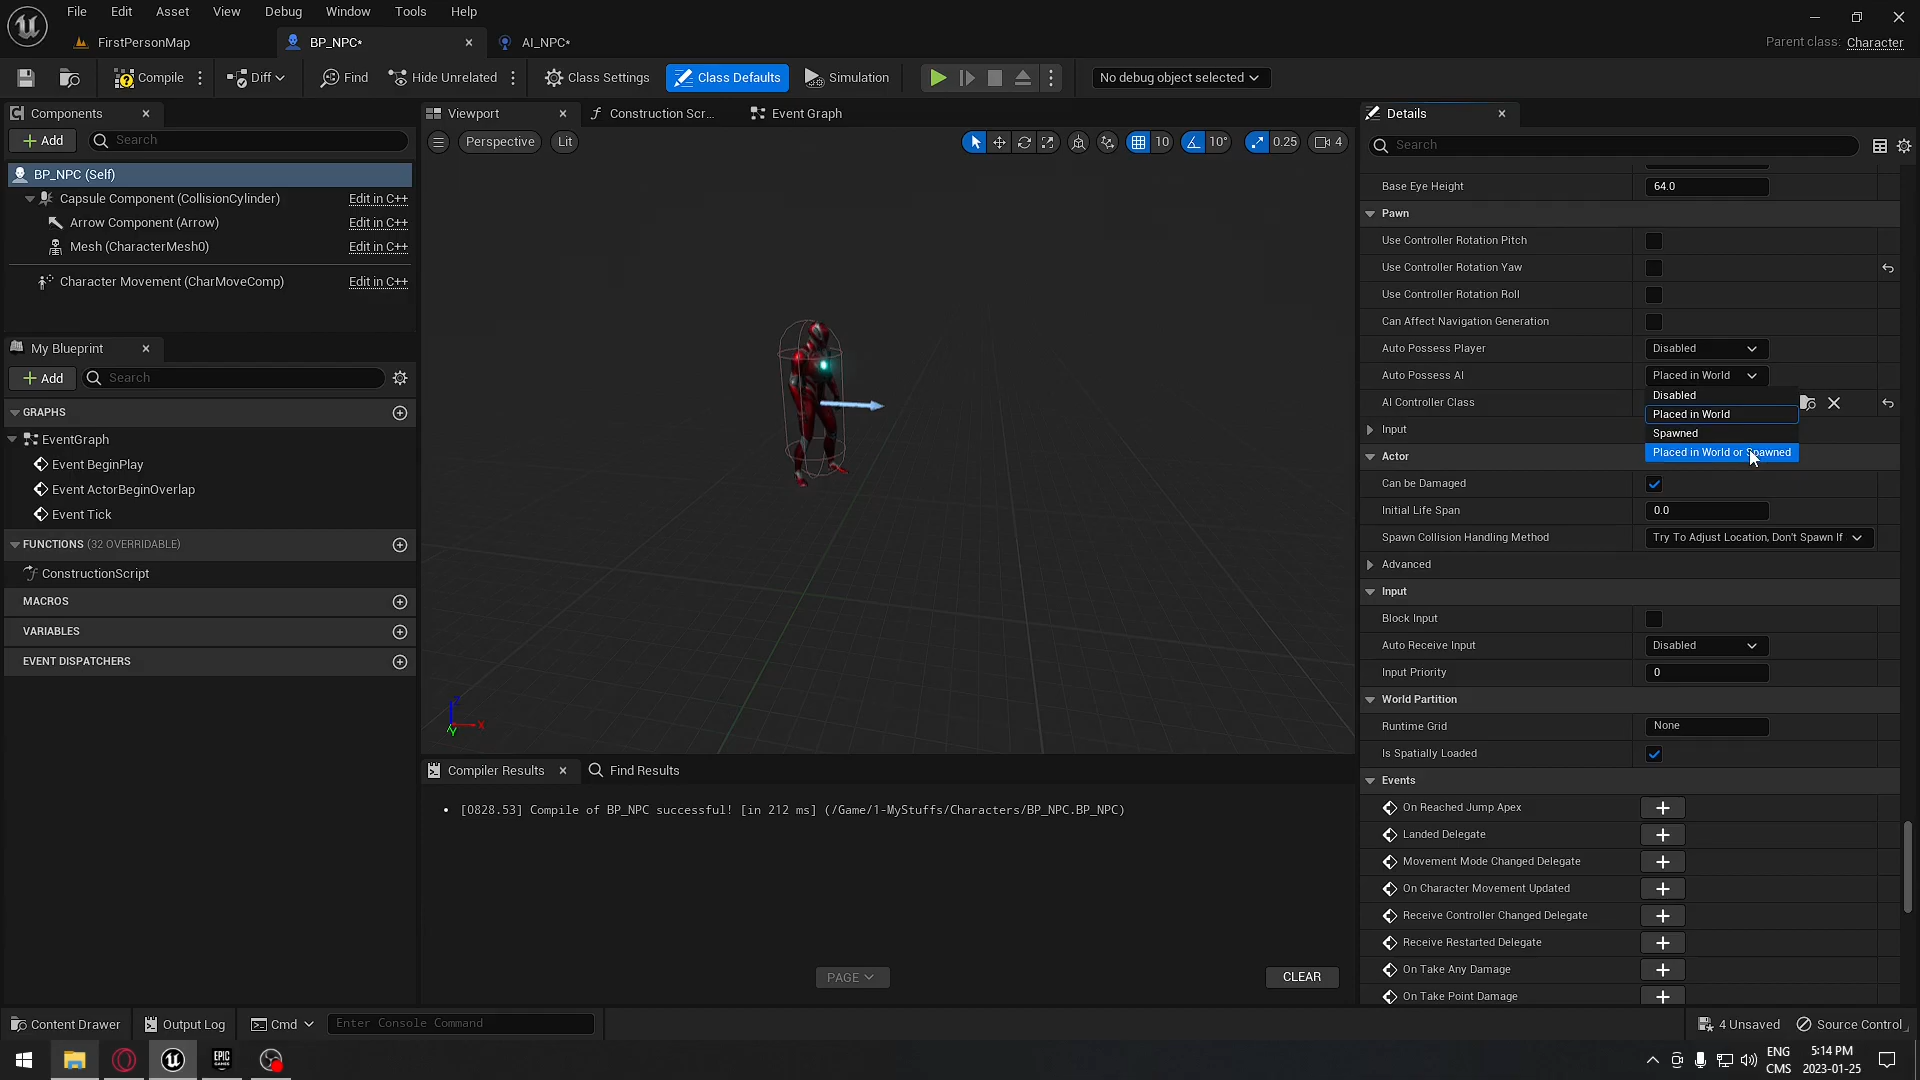 File Edit Asset View Debug Window Tools Help
FirstPersonMap BP_NPC* AI_NPC* Parent class: Character
Compile Diff Find Hide Unrelated Class Settings Class Defaults Simulation No debug object selected
Components Viewport Construction Scr... Event Graph Details
Add Search Perspective Lit 10 10° 0.25 4 Search
BP_NPC (Self)
Capsule Component (CollisionCylinder) Edit in C++
Arrow Component (Arrow) Edit in C++
Mesh (CharacterMesh0) Edit in C++
Character Movement (CharMoveComp) Edit in C++
My Blueprint
Add Search
GRAPHS
EventGraph
Event BeginPlay
Event ActorBeginOverlap
Event Tick
FUNCTIONS (32 OVERRIDABLE)
ConstructionScript
MACROS
VARIABLES
EVENT DISPATCHERS
Z
X
Y
Compiler Results Find Results
• [0828.53] Compile of BP_NPC successful! [in 212 ms] (/Game/1-MyStuffs/Characters/BP_NPC.BP_NPC)
PAGE CLEAR
Base Eye Height 64.0
Pawn
Use Controller Rotation Pitch
Use Controller Rotation Yaw
Use Controller Rotation Roll
Can Affect Navigation Generation
Auto Possess Player Disabled
Auto Possess AI Placed in World
AI Controller Class
Disabled
Placed in World
Spawned
Placed in World or Spawned
Input
Actor
Can be Damaged
Initial Life Span 0.0
Spawn Collision Handling Method Try To Adjust Location, Don't Spawn If
Advanced
Input
Block Input
Auto Receive Input Disabled
Input Priority 0
World Partition
Runtime Grid None
Is Spatially Loaded
Events
On Reached Jump Apex
Landed Delegate
Movement Mode Changed Delegate
On Character Movement Updated
Receive Controller Changed Delegate
Receive Restarted Delegate
On Take Any Damage
On Take Point Damage
Content Drawer Output Log Cmd Enter Console Command 4 Unsaved Source Control
EPIC GAMES
ENG
CMS
5:14 PM
2023-01-25